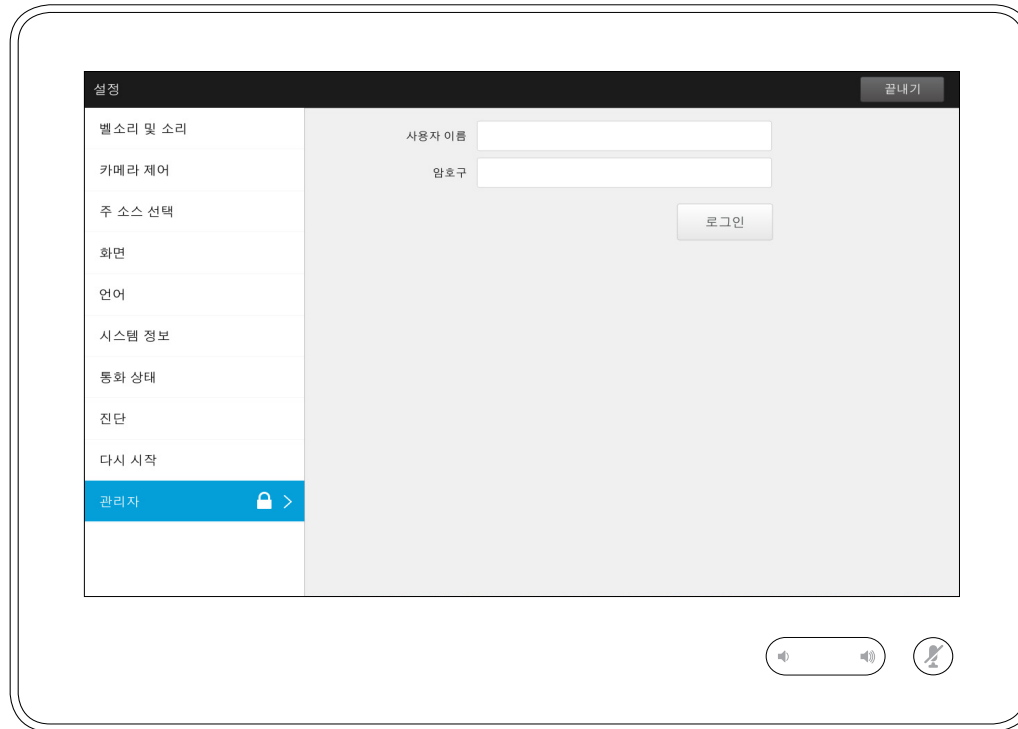 설정
끝내기
벨소리 및 소리
카메라 제어
주 소스 선택
화면
언어
시스템 정보
통화 상태
진단
다시 시작
관리자
사용자 이름
암호구
로그인